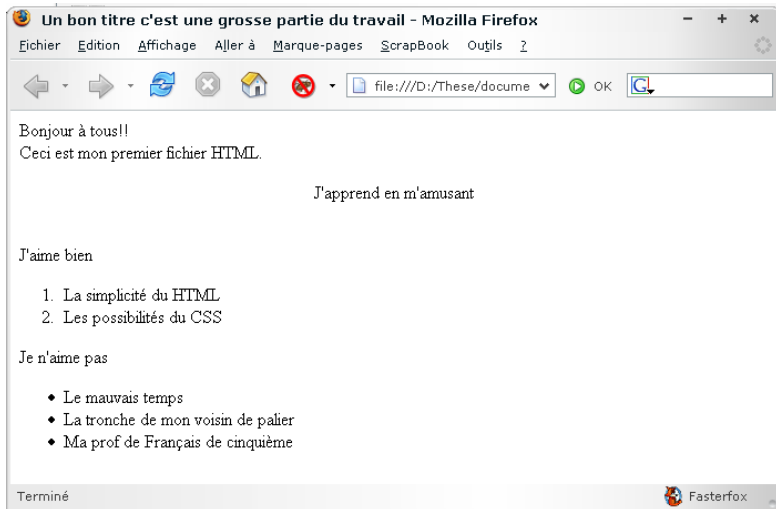 Un bon titre c'est une grosse partie du travail - Mozilla Firefox
Fichier Edition Affichage Aller à Marque-pages ScrapBook Outils ?
file:///D:/These/docume OK G
Bonjour à tous!!
Ceci est mon premier fichier HTML.
J'apprend en m'amusant
J'aime bien
1. La simplicité du HTML
2. Les possibilités du CSS
Je n'aime pas
• Le mauvais temps
• La tronche de mon voisin de palier
• Ma prof de Français de cinquième
Terminé Fasterfox